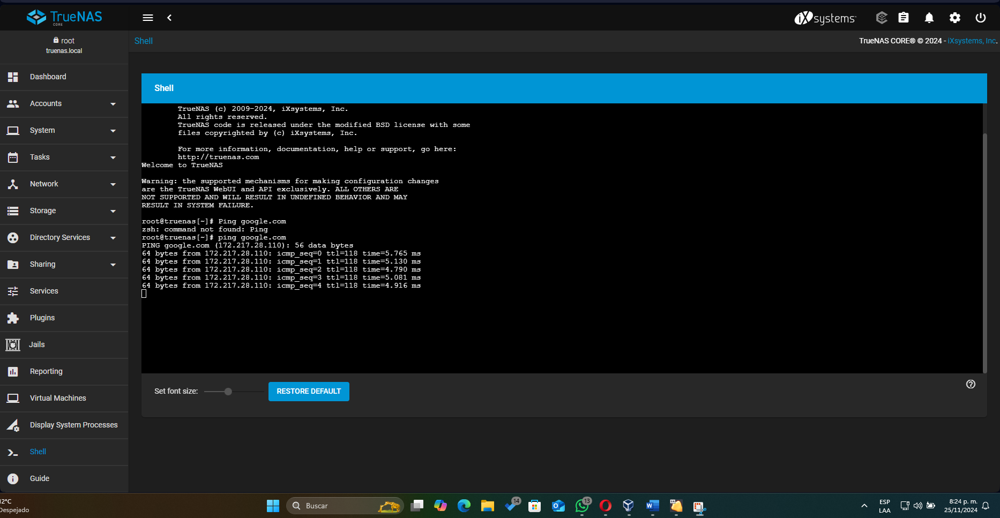 TrueNAS
CORE
iXsystems
root
truenas.local
Shell
TrueNAS CORE® © 2024 - iXsystems, Inc.
Dashboard
Accounts
System
Tasks
Network
Storage
Directory Services
Sharing
Services
Plugins
Jails
Reporting
Virtual Machines
Display System Processes
Shell
Guide
Shell
TrueNAS (c) 2009-2024, iXsystems, Inc.
All rights reserved.
TrueNAS code is released under the modified BSD license with some
files copyrighted by (c) iXsystems, Inc.
For more information, documentation, help or support, go here:
http://truenas.com
Welcome to TrueNAS
Warning: the supported mechanisms for making configuration changes
are the TrueNAS WebUI and API exclusively. ALL OTHERS ARE
NOT SUPPORTED AND WILL RESULT IN UNDEFINED BEHAVIOR AND MAY
RESULT IN SYSTEM FAILURE.
root@truenas[~]# Ping google.com
zsh: command not found: Ping
root@truenas[~]# ping google.com
PING google.com (172.217.28.110): 56 data bytes
64 bytes from 172.217.28.110: icmp_seq=0 ttl=118 time=5.765 ms
64 bytes from 172.217.28.110: icmp_seq=1 ttl=118 time=5.130 ms
64 bytes from 172.217.28.110: icmp_seq=2 ttl=118 time=4.790 ms
64 bytes from 172.217.28.110: icmp_seq=3 ttl=118 time=5.081 ms
64 bytes from 172.217.28.110: icmp_seq=4 ttl=118 time=4.916 ms
Set font size:
RESTORE DEFAULT
12°C
Despejado
Buscar
14
13
64
ESP
LAA
8:24 p. m.
25/11/2024